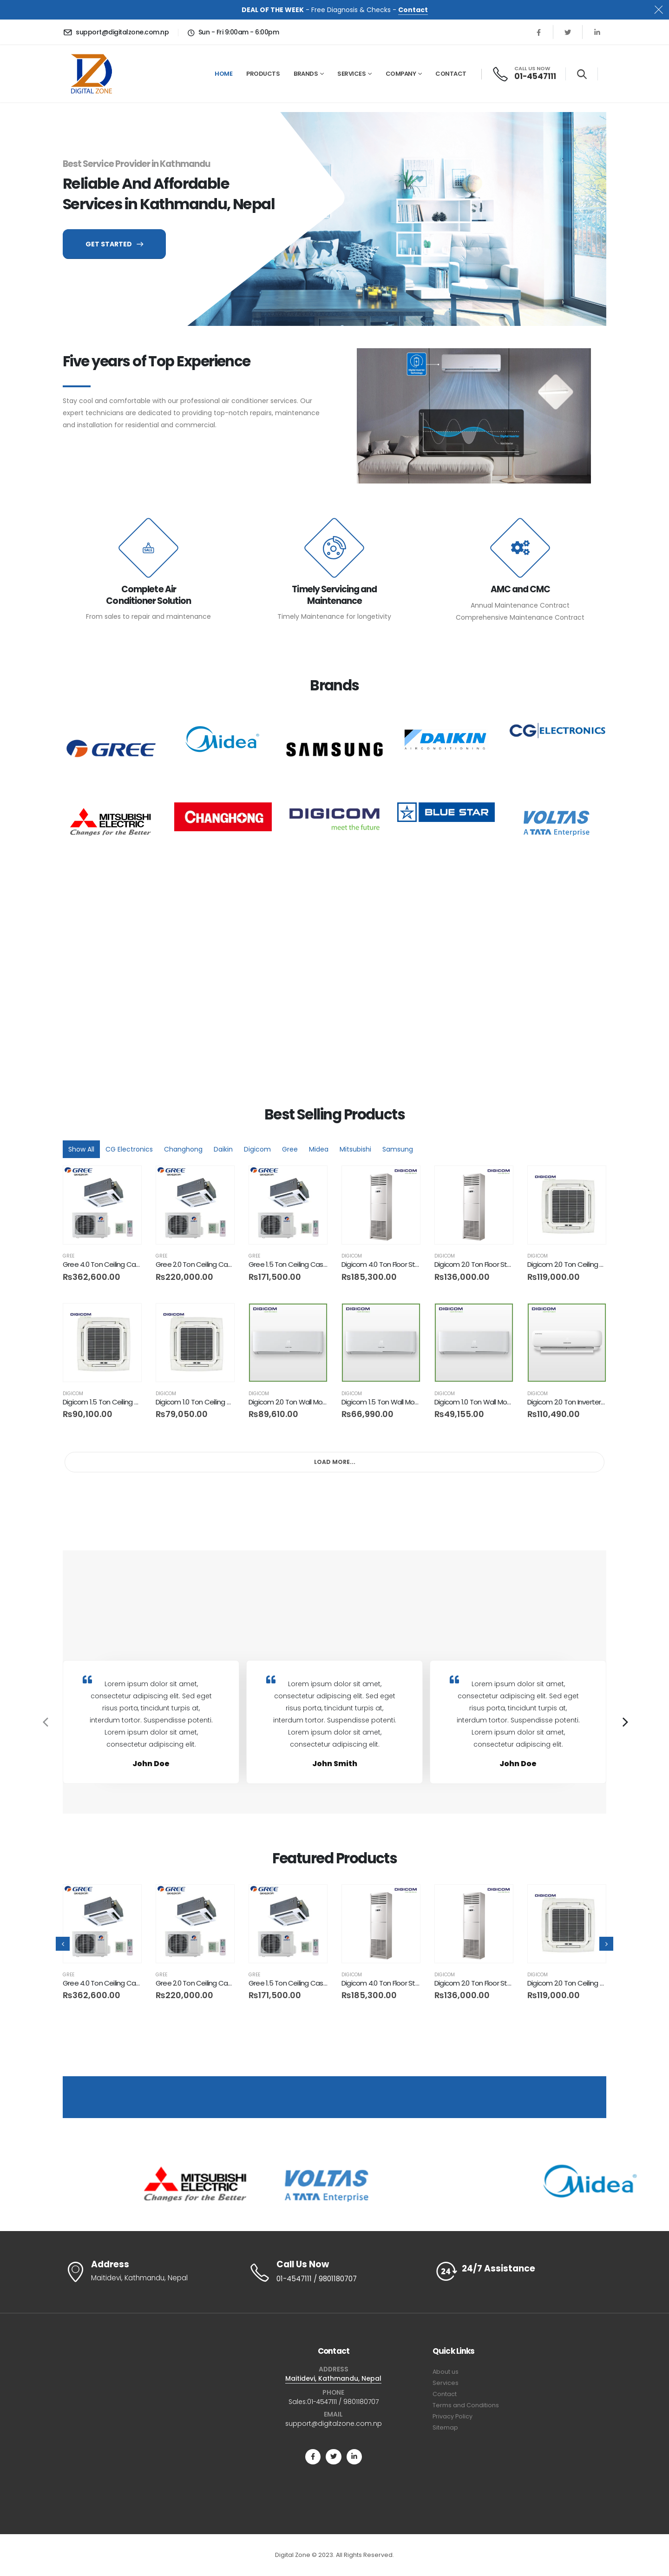 DEAL OF THE WEEK - Free Diagnosis & Checks - Contact
support@digitalzone.com.np
Sun - Fri 9:00am - 6:00pm
DIGITAL ZONE
HOME
PRODUCTS
BRANDS
SERVICES
COMPANY
CONTACT
CALL US NOW
01-4547111
Best Service Provider in Kathmandu
Reliable And Affordable
Services in Kathmandu, Nepal
GET STARTED
Five years of Top Experience
Stay cool and comfortable with our professional air conditioner services. Our
expert technicians are dedicated to providing top-notch repairs, maintenance
and installation for residential and commercial.
Complete Air
Conditioner Solution
From sales to repair and maintenance
Timely Servicing and
Maintenance
Timely Maintenance for longetivity
AMC and CMC
Annual Maintenance Contract
Comprehensive Maintenance Contract
Brands
GREE
Midea
SAMSUNG
DAIKIN
AIRCONDITIONING
CG ELECTRONICS
MITSUBISHI
ELECTRIC
Changes for the Better
CHANGHONG
DIGICOM
meet the future
BLUE STAR
VOLTAS
A TATA Enterprise
Best Selling Products
Show All
CG Electronics
Changhong
Daikin
Digicom
Gree
Midea
Mitsubishi
Samsung
GREE
GREE
GREE
DIGICOM
DIGICOM
DIGICOM
GREE
Gree 4.0 Ton Ceiling Ca...
₨362,600.00
GREE
Gree 2.0 Ton Ceiling Ca...
₨220,000.00
GREE
Gree 1.5 Ton Ceiling Cas...
₨171,500.00
DIGICOM
Digicom 4.0 Ton Floor St...
₨185,300.00
DIGICOM
Digicom 2.0 Ton Floor St...
₨136,000.00
DIGICOM
Digicom 2.0 Ton Ceiling ...
₨119,000.00
DIGICOM
DIGICOM
DIGICOM
DIGICOM
DIGICOM
DIGICOM
DIGICOM
Digicom 1.5 Ton Ceiling ...
₨90,100.00
DIGICOM
Digicom 1.0 Ton Ceiling ...
₨79,050.00
DIGICOM
Digicom 2.0 Ton Wall Mo...
₨89,610.00
DIGICOM
Digicom 1.5 Ton Wall Mo...
₨66,990.00
DIGICOM
Digicom 1.0 Ton Wall Mo...
₨49,155.00
DIGICOM
Digicom 2.0 Ton Inverter...
₨110,490.00
LOAD MORE...
Lorem ipsum dolor sit amet,
consectetur adipiscing elit. Sed eget
risus porta, tincidunt turpis at,
interdum tortor. Suspendisse potenti.
Lorem ipsum dolor sit amet,
consectetur adipiscing elit.
John Doe
Lorem ipsum dolor sit amet,
consectetur adipiscing elit. Sed eget
risus porta, tincidunt turpis at,
interdum tortor. Suspendisse potenti.
Lorem ipsum dolor sit amet,
consectetur adipiscing elit.
John Smith
Lorem ipsum dolor sit amet,
consectetur adipiscing elit. Sed eget
risus porta, tincidunt turpis at,
interdum tortor. Suspendisse potenti.
Lorem ipsum dolor sit amet,
consectetur adipiscing elit.
John Doe
Featured Products
GREE
GREE
GREE
DIGICOM
DIGICOM
DIGICOM
GREE
Gree 4.0 Ton Ceiling Ca...
₨362,600.00
GREE
Gree 2.0 Ton Ceiling Ca...
₨220,000.00
GREE
Gree 1.5 Ton Ceiling Cas...
₨171,500.00
DIGICOM
Digicom 4.0 Ton Floor St...
₨185,300.00
DIGICOM
Digicom 2.0 Ton Floor St...
₨136,000.00
DIGICOM
Digicom 2.0 Ton Ceiling ...
₨119,000.00
MITSUBISHI
ELECTRIC
Changes for the Better
VOLTAS
A TATA Enterprise
Midea
Address
Maitidevi, Kathmandu, Nepal
Call Us Now
01-4547111 / 9801180707
24
24/7 Assistance
Contact
ADDRESS
Maitidevi, Kathmandu, Nepal
PHONE
Sales:01-4547111 / 9801180707
EMAIL
support@digitalzone.com.np
Quick Links
About us
Services
Contact
Terms and Conditions
Privacy Policy
Sitemap
Digital Zone © 2023. All Rights Reserved.